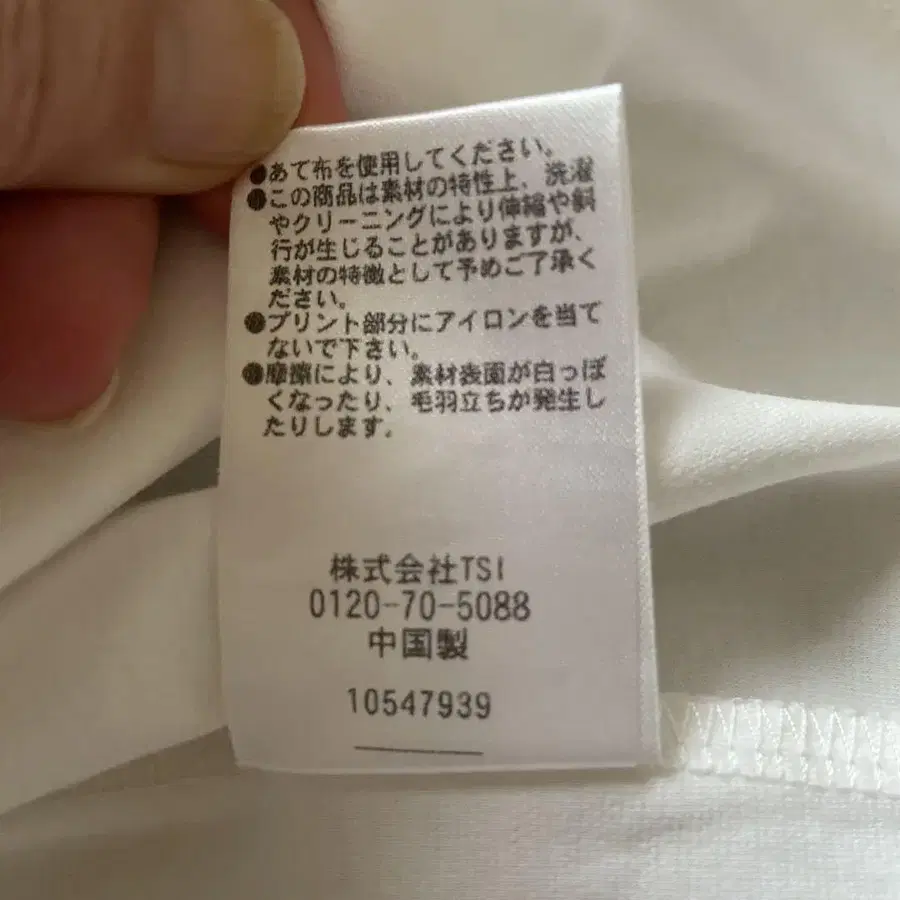 ●あて布を使用してください。
●この商品は素材の特性上、洗濯
やクリーニングにより伸縮や斜
行が生じることがありますが、
素材の特徴として予めご了承く
ださい。
●プリント部分にアイロンを当て
ないで下さい。
●摩擦により、素材表面が白っぽ
くなったり、毛羽立ちが発生し
たりします。
株式会社TSI
0120-70-5088
中国製
10547939